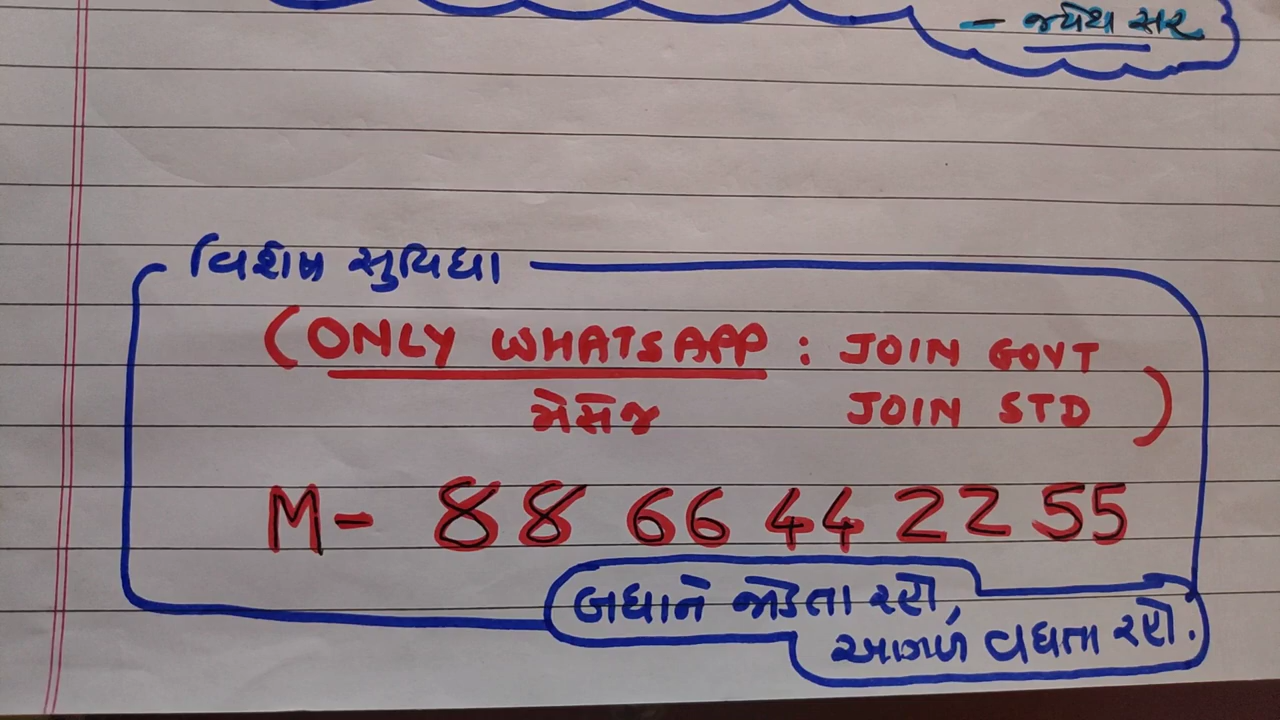 - જયેશ સર
વિશેષ સુવિધા
(ONLY WHATSAPP : JOIN GOVT
મેસેજ JOIN STD)
M- 88 66 44 22 55
બધાને જોડતા રહો,
આગળ વધતા રહો.